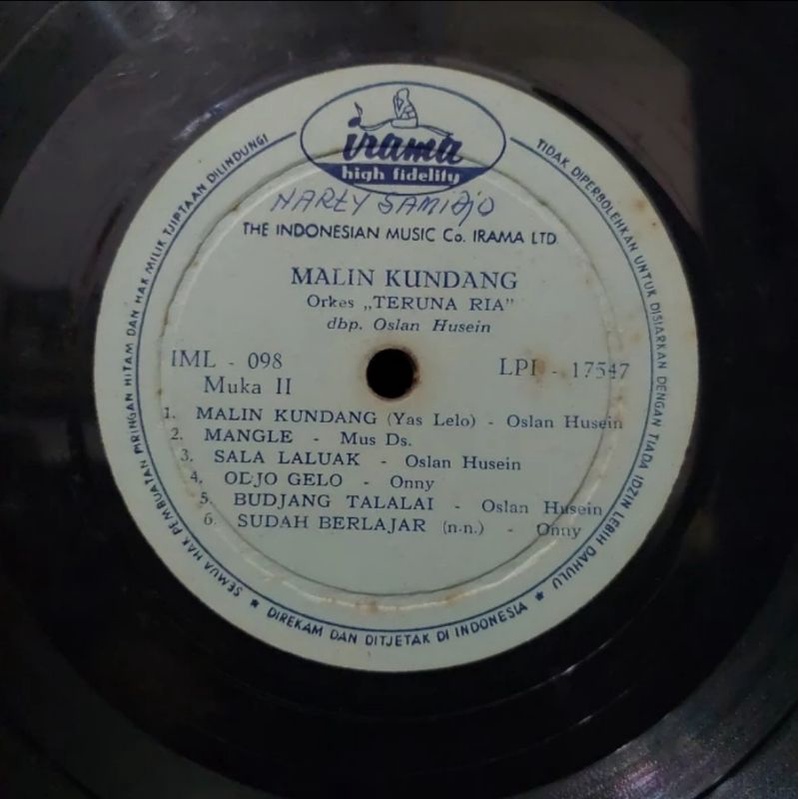 irama
high fidelity
NARTY SAMIDJO
THE INDONESIAN MUSIC Co. IRAMA LTD
MALIN KUNDANG
Orkes „TERUNA RIA”
dbp. Oslan Husein
IML - 098
LPI - 17547
Muka II
1. MALIN KUNDANG (Yas Lelo) - Oslan Husein
2. MANGLE - Mus Ds.
3. SALA LALUAK - Oslan Husein
4. ODJO GELO - Onny
5. BUDJANG TALALAI - Oslan Husein
6. SUDAH BERLAJAR (n.n.) - Onny
SEMUA HAK PEMBUATAN PIRINGAN HITAM DAN HAK MILIK TJIPTAAN DILINDUNGI
TIDAK DIPERBOLEHKAN UNTUK DISIARKAN DENGAN TIADA IDZIN LEBIH DAHULU
★ DIREKAM DAN DITJETAK DI INDONESIA ★